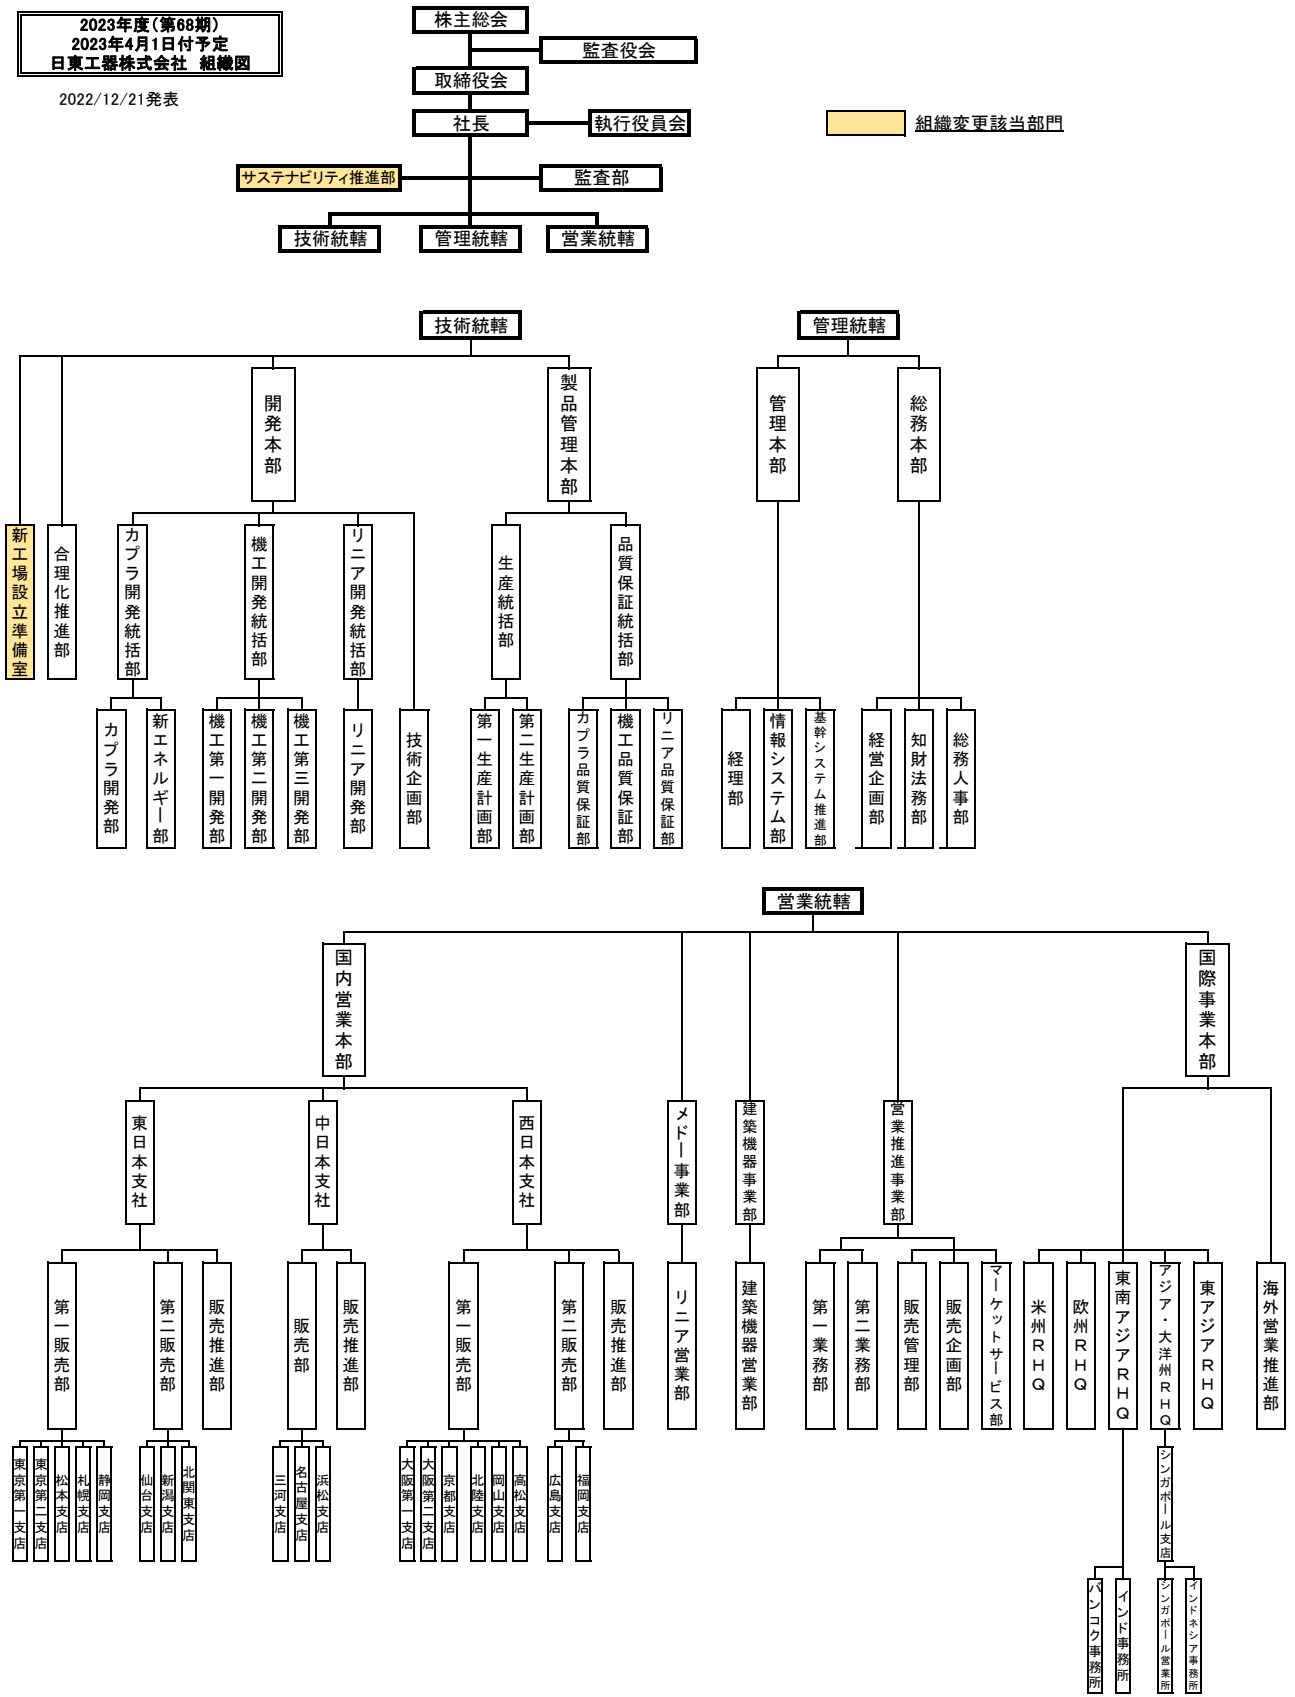 2023年度（第68期）
2023年4月1日付予定
日東工器株式会社　組織図
2022/12/21発表
株主総会
監査役会
取締役会
社長
執行役員会
組織変更該当部門
サステナビリティ推進部
監査部
技術統轄
管理統轄
営業統轄
技術統轄
管理統轄
開発本部
製品管理本部
管理本部
総務本部
新工場設立準備室
合理化推進部
カプラ開発統括部
機工開発統括部
リニア開発統括部
生産統括部
品質保証統括部
カプラ開発部
新エネルギー部
機工第一開発部
機工第二開発部
機工第三開発部
リニア開発部
技術企画部
第一生産計画部
第二生産計画部
カプラ品質保証部
機工品質保証部
リニア品質保証部
経理部
情報システム部
基幹システム推進部
経営企画部
知財法務部
総務人事部
営業統轄
国内営業本部
国際事業本部
東日本支社
中日本支社
西日本支社
メドー事業部
建築機器事業部
営業推進事業部
第一販売部
第二販売部
販売推進部
販売部
販売推進部
第一販売部
第二販売部
販売推進部
リニア営業部
建築機器営業部
第一業務部
第二業務部
販売管理部
販売企画部
マーケットサービス部
米州ＲＨＱ
欧州ＲＨＱ
東南アジアＲＨＱ
アジア・大洋州ＲＨＱ
東アジアＲＨＱ
海外営業推進部
東京第一支店
東京第二支店
松本支店
札幌支店
静岡支店
仙台支店
新潟支店
北関東支店
三河支店
名古屋支店
浜松支店
大阪第一支店
大阪第二支店
京都支店
北陸支店
岡山支店
高松支店
広島支店
福岡支店
シンガポール支店
バンコク事務所
インド事務所
シンガポール営業所
インドネシア事務所